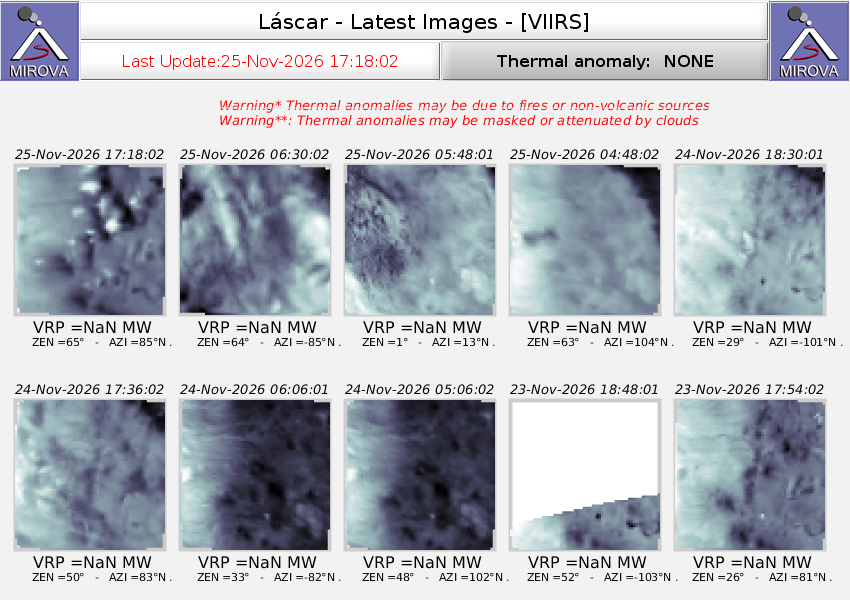 Láscar - Latest Images - [VIIRS]
MIROVA
Last Update:25-Nov-2026 17:18:02
Thermal anomaly: NONE
MIROVA
Warning* Thermal anomalies may be due to fires or non-volcanic sources
Warning**: Thermal anomalies may be masked or attenuated by clouds
25-Nov-2026 17:18:02
25-Nov-2026 06:30:02
25-Nov-2026 05:48:01
25-Nov-2026 04:48:02
24-Nov-2026 18:30:01
VRP =NaN MW
VRP =NaN MW
VRP =NaN MW
VRP =NaN MW
VRP =NaN MW
ZEN =65° - AZI =85°N .
ZEN =64° - AZI =-85°N .
ZEN =1° - AZI =13°N .
ZEN =63° - AZI =104°N .
ZEN =29° - AZI =-101°N .
24-Nov-2026 17:36:02
24-Nov-2026 06:06:01
24-Nov-2026 05:06:02
23-Nov-2026 18:48:01
23-Nov-2026 17:54:02
VRP =NaN MW
VRP =NaN MW
VRP =NaN MW
VRP =NaN MW
VRP =NaN MW
ZEN =50° - AZI =83°N .
ZEN =33° - AZI =-82°N .
ZEN =48° - AZI =102°N .
ZEN =52° - AZI =-103°N .
ZEN =26° - AZI =81°N .